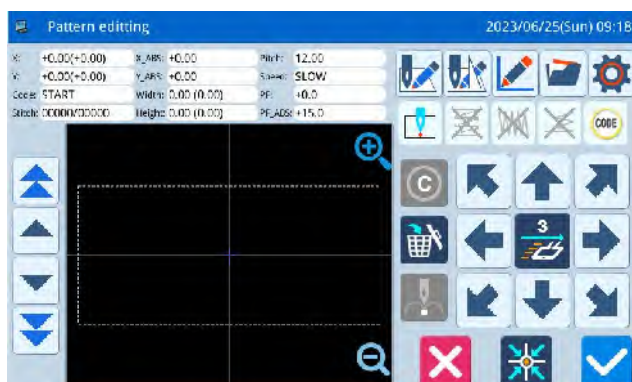 Pattern editing 2023/06/25(Sun) 09:18
X: +0.00(+0.00) X_ABS: +0.00 Pitch: 12.00
Y: +0.00(+0.00) Y_ABS: +0.00 Speed: SLOW
Code: START Width: 0.00 (0.00) PF: +0.0
Stitch: 00000/00000 Height: 0.00 (0.00) PF_ABS: +15.0
CODE
C
3